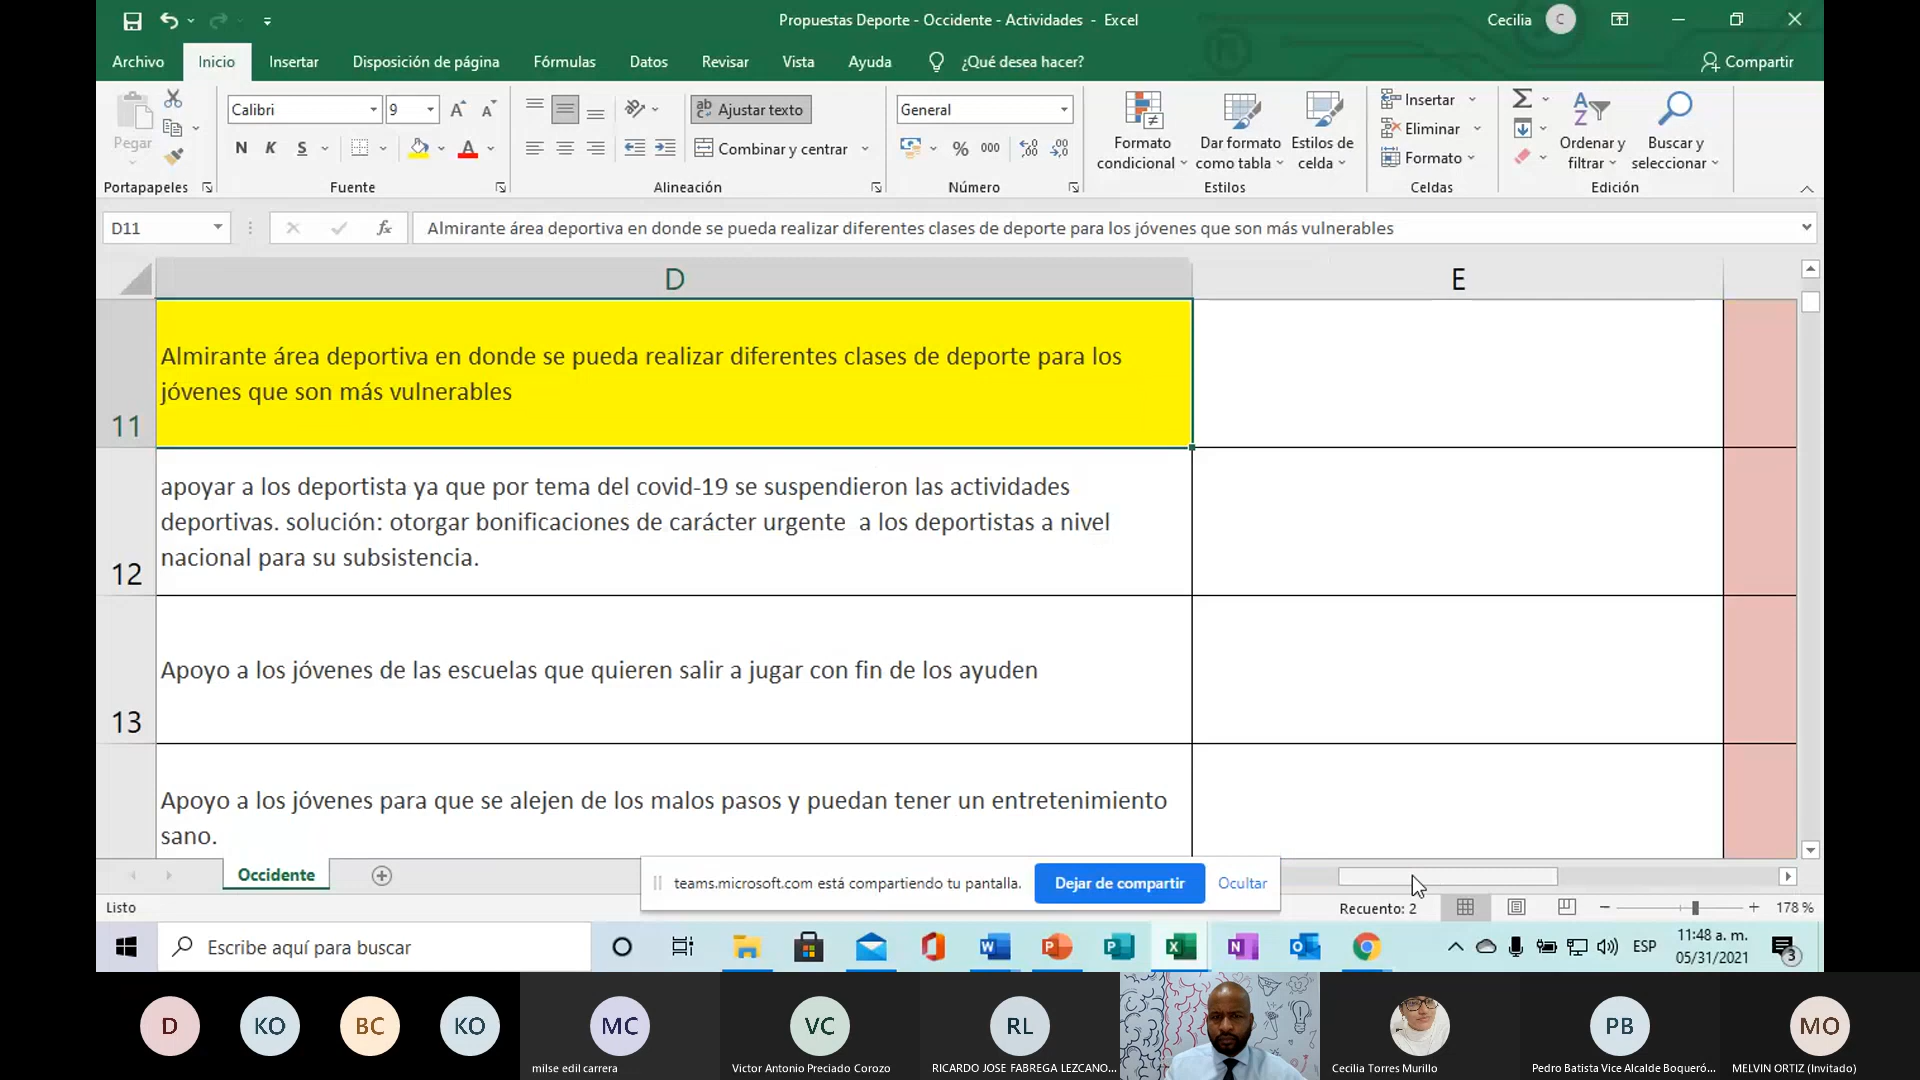 Propuestas Deporte - Occidente - Actividades - Excel
Cecilia
C
Archivo
Inicio
Insertar
Disposición de página
Fórmulas
Datos
Revisar
Vista
Ayuda
¿Qué desea hacer?
Compartir
Pegar
Portapapeles
Calibri
9
N K S
Fuente
Ajustar texto
Combinar y centrar
Alineación
General
% 000
Número
Formato
condicional
Dar formato
como tabla
Estilos de
celda
Estilos
Insertar
Eliminar
Formato
Celdas
Ordenar y
filtrar
Buscar y
seleccionar
Edición
D11
fx
Almirante área deportiva en donde se pueda realizar diferentes clases de deporte para los jóvenes que son más vulnerables
D
E
11
Almirante área deportiva en donde se pueda realizar diferentes clases de deporte para los
jóvenes que son más vulnerables
12
apoyar a los deportista ya que por tema del covid-19 se suspendieron las actividades
deportivas. solución: otorgar bonificaciones de carácter urgente  a los deportistas a nivel
nacional para su subsistencia.
13
Apoyo a los jóvenes de las escuelas que quieren salir a jugar con fin de los ayuden
Apoyo a los jóvenes para que se alejen de los malos pasos y puedan tener un entretenimiento
sano.
Occidente
teams.microsoft.com está compartiendo tu pantalla.
Dejar de compartir
Ocultar
Listo
Recuento: 2
178 %
Escribe aquí para buscar
ESP
11:48 a. m.
05/31/2021
3
D
KO
BC
KO
MC
milse edil carrera
VC
Victor Antonio Preciado Corozo
RL
RICARDO JOSE FABREGA LEZCANO...
Cecilia Torres Murillo
PB
Pedro Batista Vice Alcalde Boqueró...
MO
MELVIN ORTIZ (Invitado)